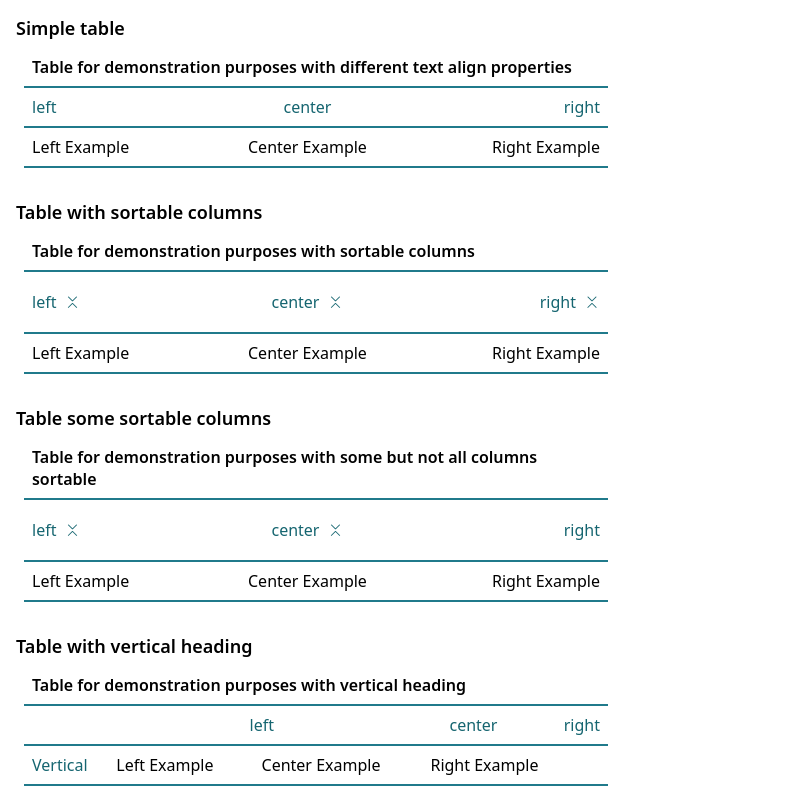 Simple table
Table for demonstration purposes with different text align properties
left center right
Left Example Center Example Right Example
Table with sortable columns
Table for demonstration purposes with sortable columns
left center right
Left Example Center Example Right Example
Table some sortable columns
Table for demonstration purposes with some but not all columns
sortable
left center right
Left Example Center Example Right Example
Table with vertical heading
Table for demonstration purposes with vertical heading
left center right
Vertical Left Example Center Example Right Example